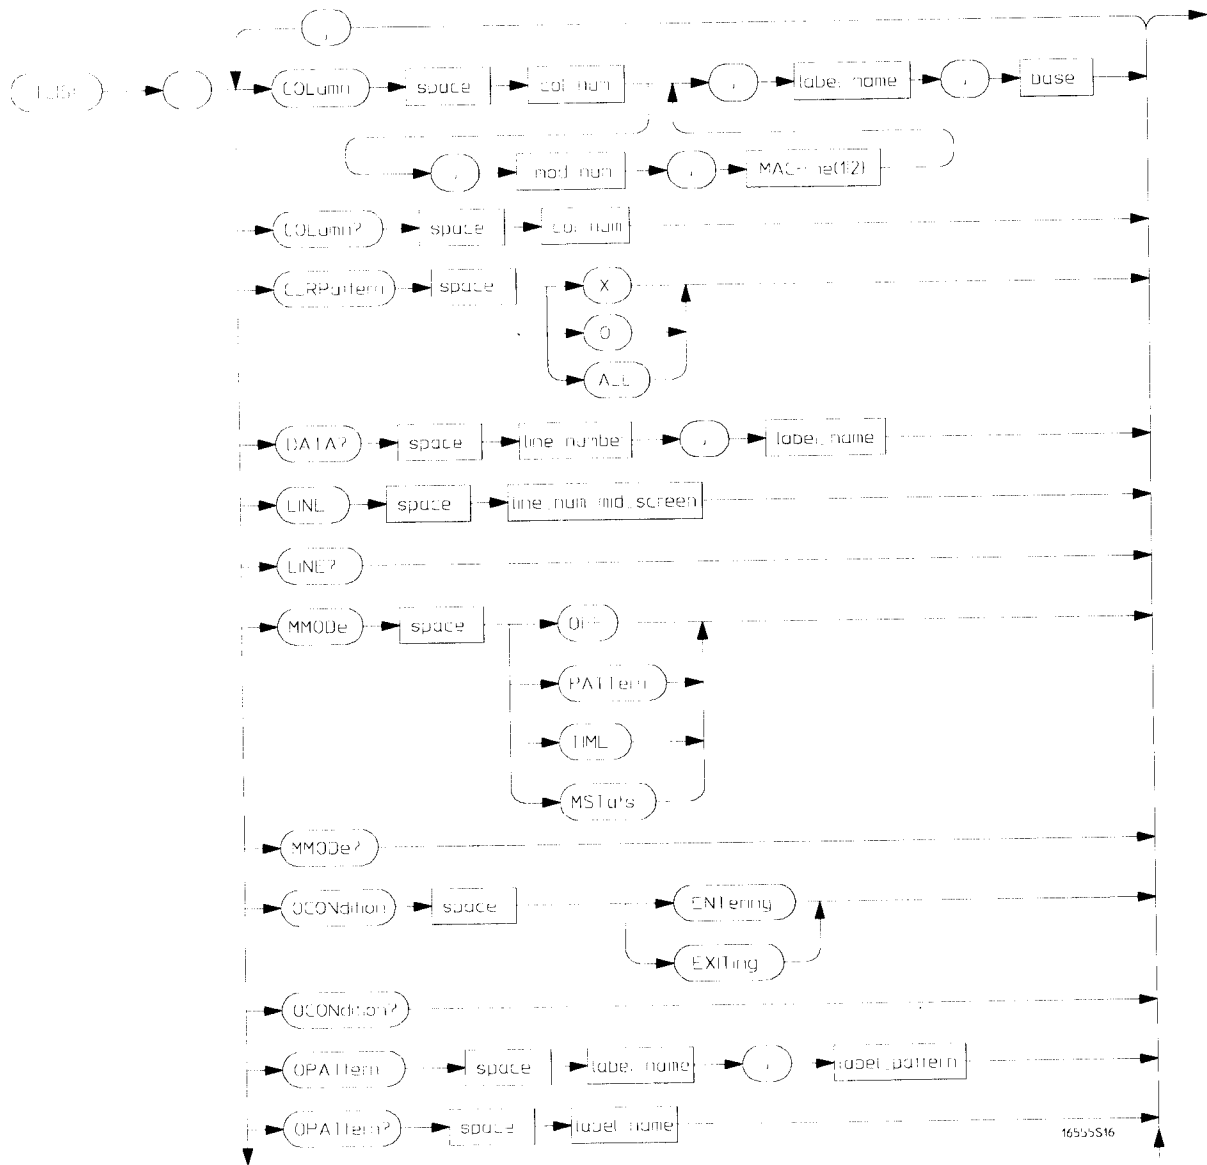 ,
COLumn space col_num , label_name , base
, mod_num , MACHine{1|2}
COLumn? space col_num
CLRPattern space X
O
ALL
DATA? space line_number , label_name
LINE space line_num_mid_screen
LINE?
MMODe space OFF
PATTern
TIME
MSTats
MMODe?
OCONdition space ENTering
EXITing
OCONdition?
OPATtern space label_name , label_pattern
OPATtern? space label_name
16555S16